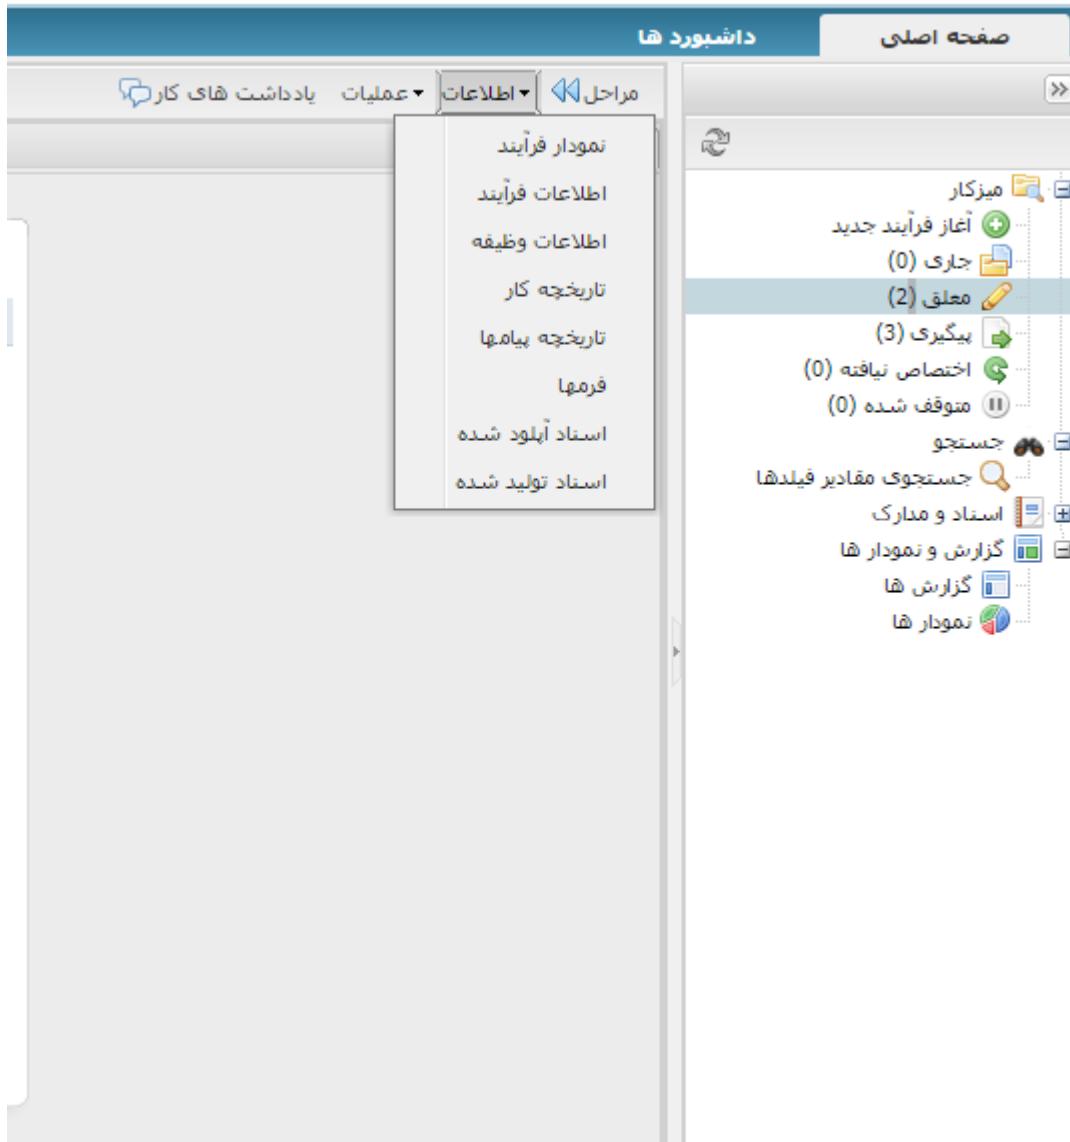 صفحه اصلی
داشبورد ها
مراحل
اطلاعات
عملیات
یادداشت های کار
نمودار فرآیند
اطلاعات فرآیند
اطلاعات وظیفه
تاریخچه کار
تاریخچه پیامها
فرمها
اسناد آپلود شده
اسناد تولید شده
میزکار
آغاز فرآیند جدید
جاری (0)
معلق (2)
پیگیری (3)
اختصاص نیافته (0)
متوقف شده (0)
جستجو
جستجوی مقادیر فیلدها
اسناد و مدارک
گزارش و نمودار ها
گزارش ها
نمودار ها